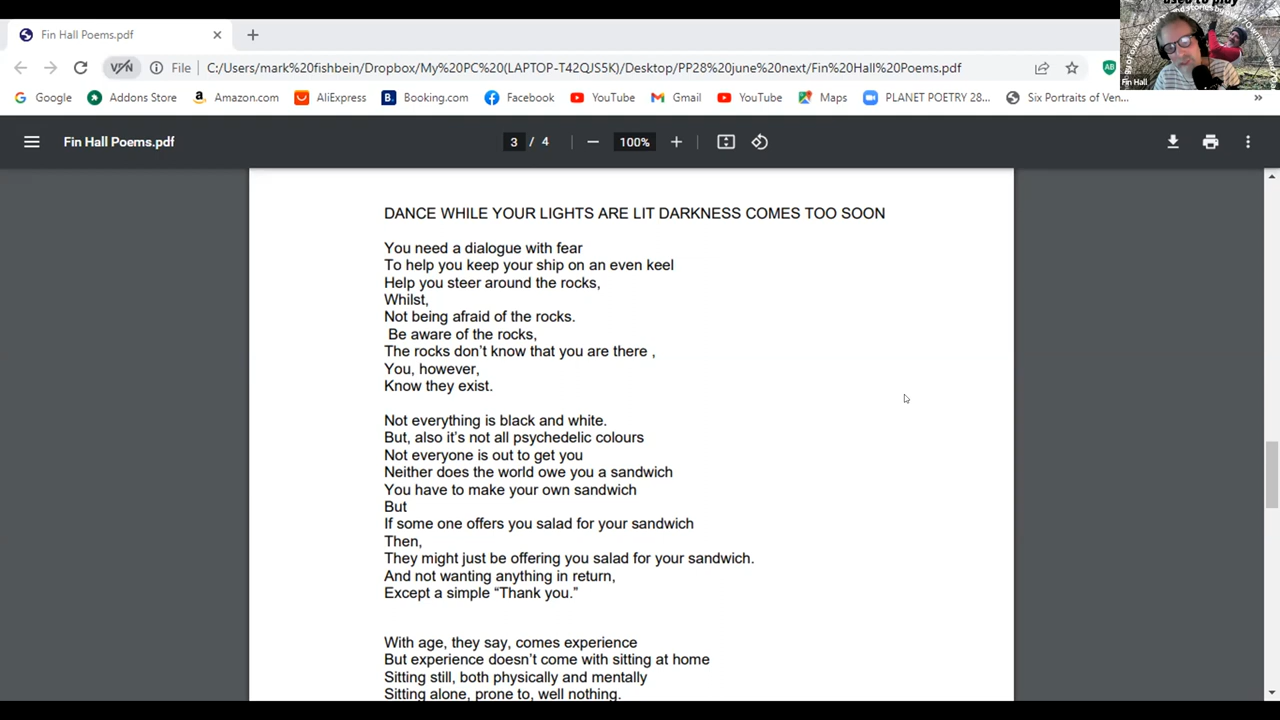 Fin Hall Poems.pdf
VPN
File
C:/Users/mark%20fishbein/Dropbox/My%20PC%20(LAPTOP-T42QJS5K)/Desktop/PP28%20june%20next/Fin%20Hall%20Poems.pdf
AB
Google
Addons Store
Amazon.com
AliExpress
Booking.com
Facebook
YouTube
Gmail
YouTube
Maps
PLANET POETRY 28...
Six Portraits of Ven...
»
Fin Hall
Fin Hall Poems.pdf
3 / 4
100%
DANCE WHILE YOUR LIGHTS ARE LIT DARKNESS COMES TOO SOON
You need a dialogue with fear
To help you keep your ship on an even keel
Help you steer around the rocks,
Whilst,
Not being afraid of the rocks.
Be aware of the rocks,
The rocks don’t know that you are there ,
You, however,
Know they exist.
Not everything is black and white.
But, also it’s not all psychedelic colours
Not everyone is out to get you
Neither does the world owe you a sandwich
You have to make your own sandwich
But
If some one offers you salad for your sandwich
Then,
They might just be offering you salad for your sandwich.
And not wanting anything in return,
Except a simple “Thank you.”
With age, they say, comes experience
But experience doesn’t come with sitting at home
Sitting still, both physically and mentally
Sitting alone, prone to, well nothing.